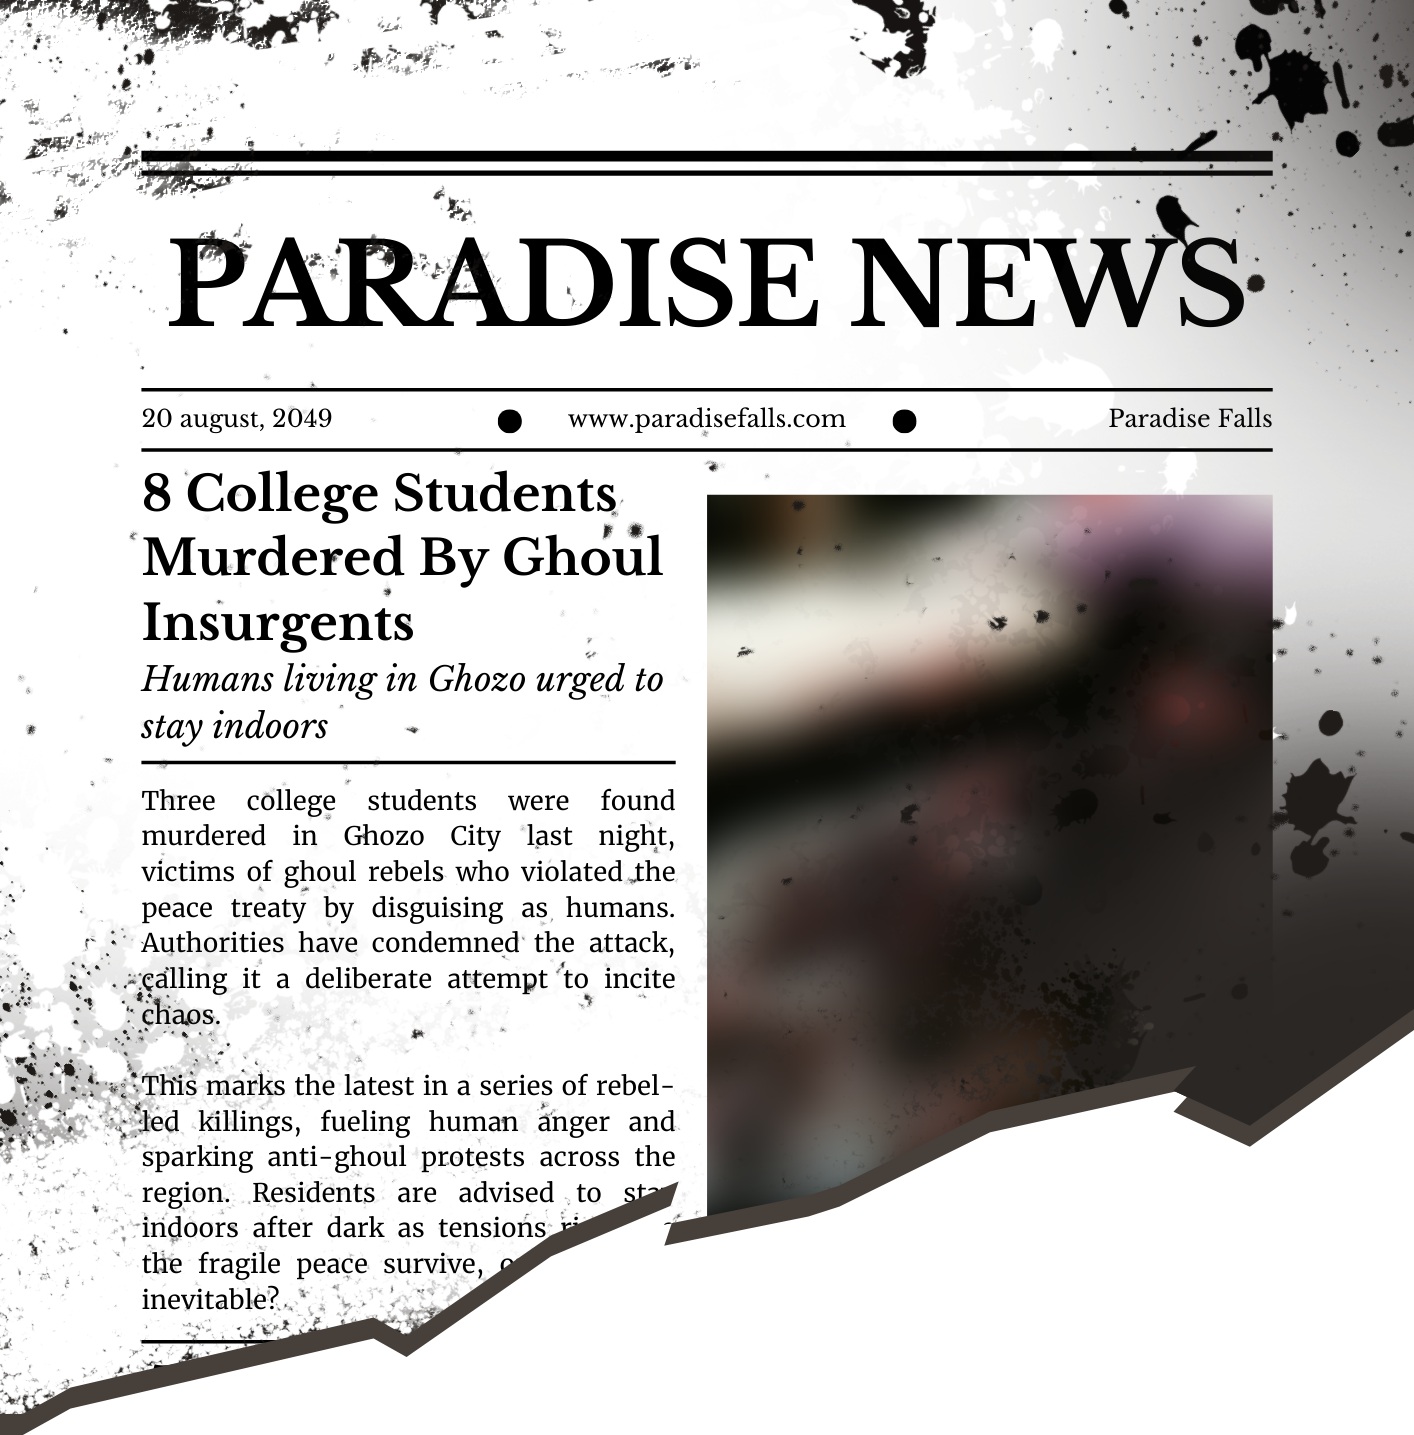 PARADISE NEWS
20 august, 2049 ● www.paradisefalls.com ● Paradise Falls
8 College Students
Murdered By Ghoul
Insurgents
Humans living in Ghozo urged to
stay indoors
Three college students were found
murdered in Ghozo City last night,
victims of ghoul rebels who violated the
peace treaty by disguising as humans.
Authorities have condemned the attack,
calling it a deliberate attempt to incite
chaos.
This marks the latest in a series of rebel-
led killings, fueling human anger and
sparking anti-ghoul protests across the
region. Residents are advised to stay
indoors after dark as tensions
the fragile peace survive,
inevitable?